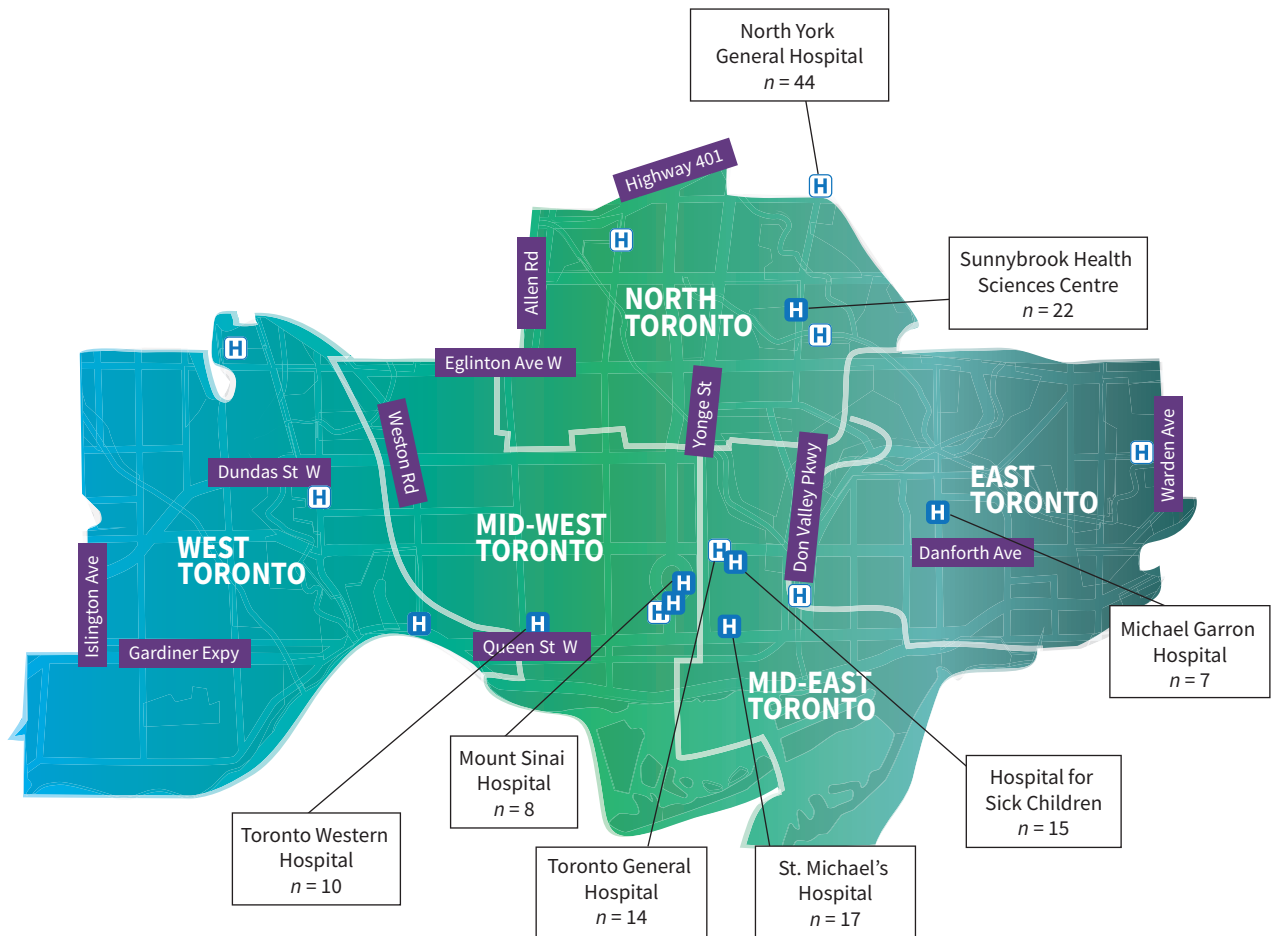 North York
General Hospital
n = 44
Highway 401
H
H
Allen Rd
Sunnybrook Health
Sciences Centre
n = 22
NORTH
TORONTO
H
H
H
Eglinton Ave W
Yonge St
Weston Rd
Warden Ave
Don Valley Pkwy
H
Dundas St W
H
EAST
TORONTO
H
MID-WEST
TORONTO
WEST
TORONTO
Danforth Ave
H
H
Islington Ave
H
H
H
H
H
H
H
Queen St W
Gardiner Expy
Michael Garron
Hospital
n = 7
MID-EAST
TORONTO
Mount Sinai
Hospital
n = 8
Hospital for
Sick Children
n = 15
Toronto Western
Hospital
n = 10
Toronto General
Hospital
n = 14
St. Michael's
Hospital
n = 17